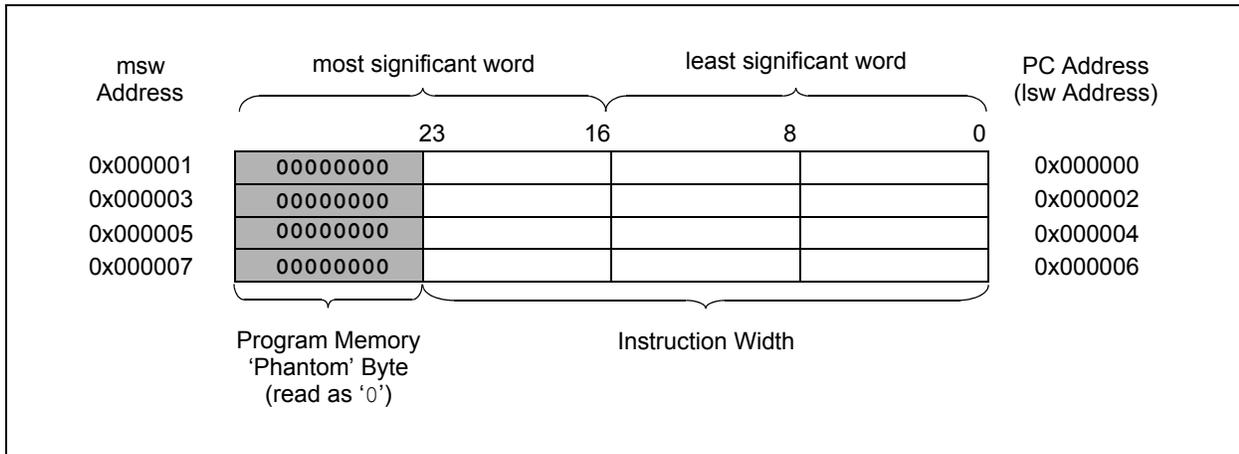 msw
Address
most significant word
least significant word
PC Address
(lsw Address)
23
16
8
0
0x000001
00000000
0x000000
0x000003
00000000
0x000002
0x000005
00000000
0x000004
0x000007
00000000
0x000006
Program Memory
‘Phantom’ Byte
(read as ‘0’)
Instruction Width